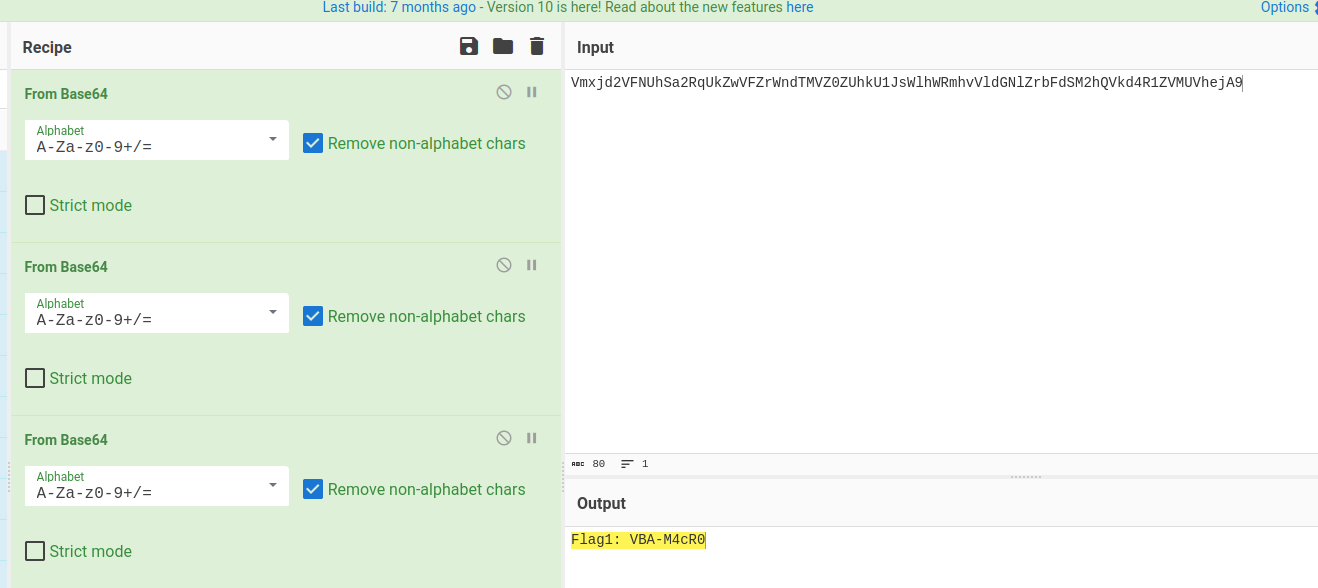 Last build: 7 months ago - Version 10 is here! Read about the new features here
Options
Recipe
From Base64
Alphabet
A-Za-z0-9+/=
Remove non-alphabet chars
Strict mode
From Base64
Alphabet
A-Za-z0-9+/=
Remove non-alphabet chars
Strict mode
From Base64
Alphabet
A-Za-z0-9+/=
Remove non-alphabet chars
Strict mode
Input
Vmxjd2VFNUhSa2RqUkZwVFZrWndTMVZ0ZUhkU1JsWlhWRmhvVldGNlZrbFdSM2hQVkd4R1ZVMUVhejA9
ABC 80
1
Output
Flag1: VBA-M4cR0